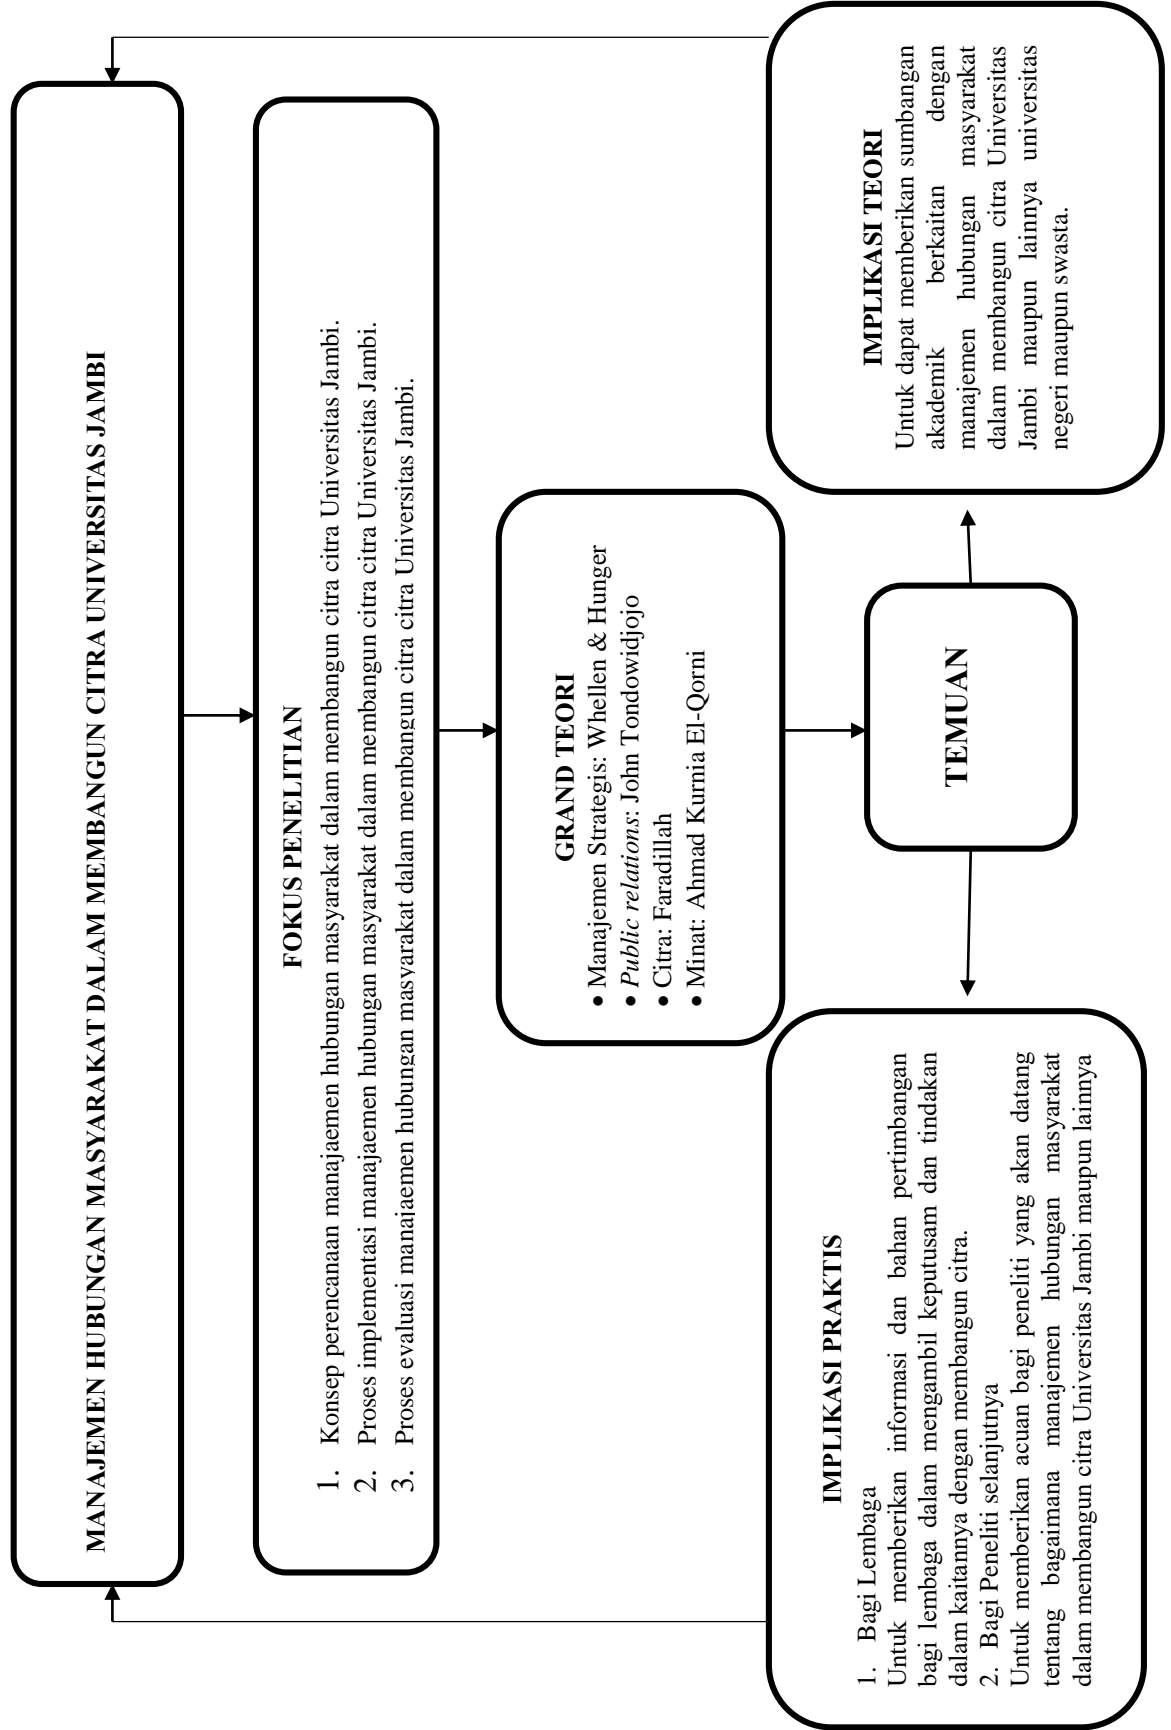 MANAJEMEN HUBUNGAN MASYARAKAT DALAM MEMBANGUN CITRA UNIVERSITAS JAMBI
FOKUS PENELITIAN
1. Konsep perencanaan manajaemen hubungan masyarakat dalam membangun citra citra Universitas Jambi.
2. Proses implementasi manajaemen hubungan masyarakat dalam membangun citra citra Universitas Jambi.
3. Proses evaluasi manajaemen hubungan masyarakat dalam membangun citra citra Universitas Jambi.
GRAND TEORI
• Manajemen Strategis: Whellen & Hunger
• Public relations: John Tondowidjojo
• Citra: Faradillah
• Minat: Ahmad Kurnia El-Qorni
TEMUAN
IMPLIKASI PRAKTIS
1. Bagi Lembaga
Untuk memberikan informasi dan bahan pertimbangan
bagi lembaga dalam mengambil keputusam dan tindakan
dalam kaitannya dengan membangun citra.
2. Bagi Peneliti selanjutnya
Untuk memberikan acuan bagi peneliti yang akan datang
tentang bagaimana manajemen hubungan masyarakat
dalam membangun citra Universitas Jambi maupun lainnya
IMPLIKASI TEORI
Untuk dapat memberikan sumbangan
akademik berkaitan dengan
manajemen hubungan masyarakat
dalam membangun citra Universitas
Jambi maupun lainnya universitas
negeri maupun swasta.